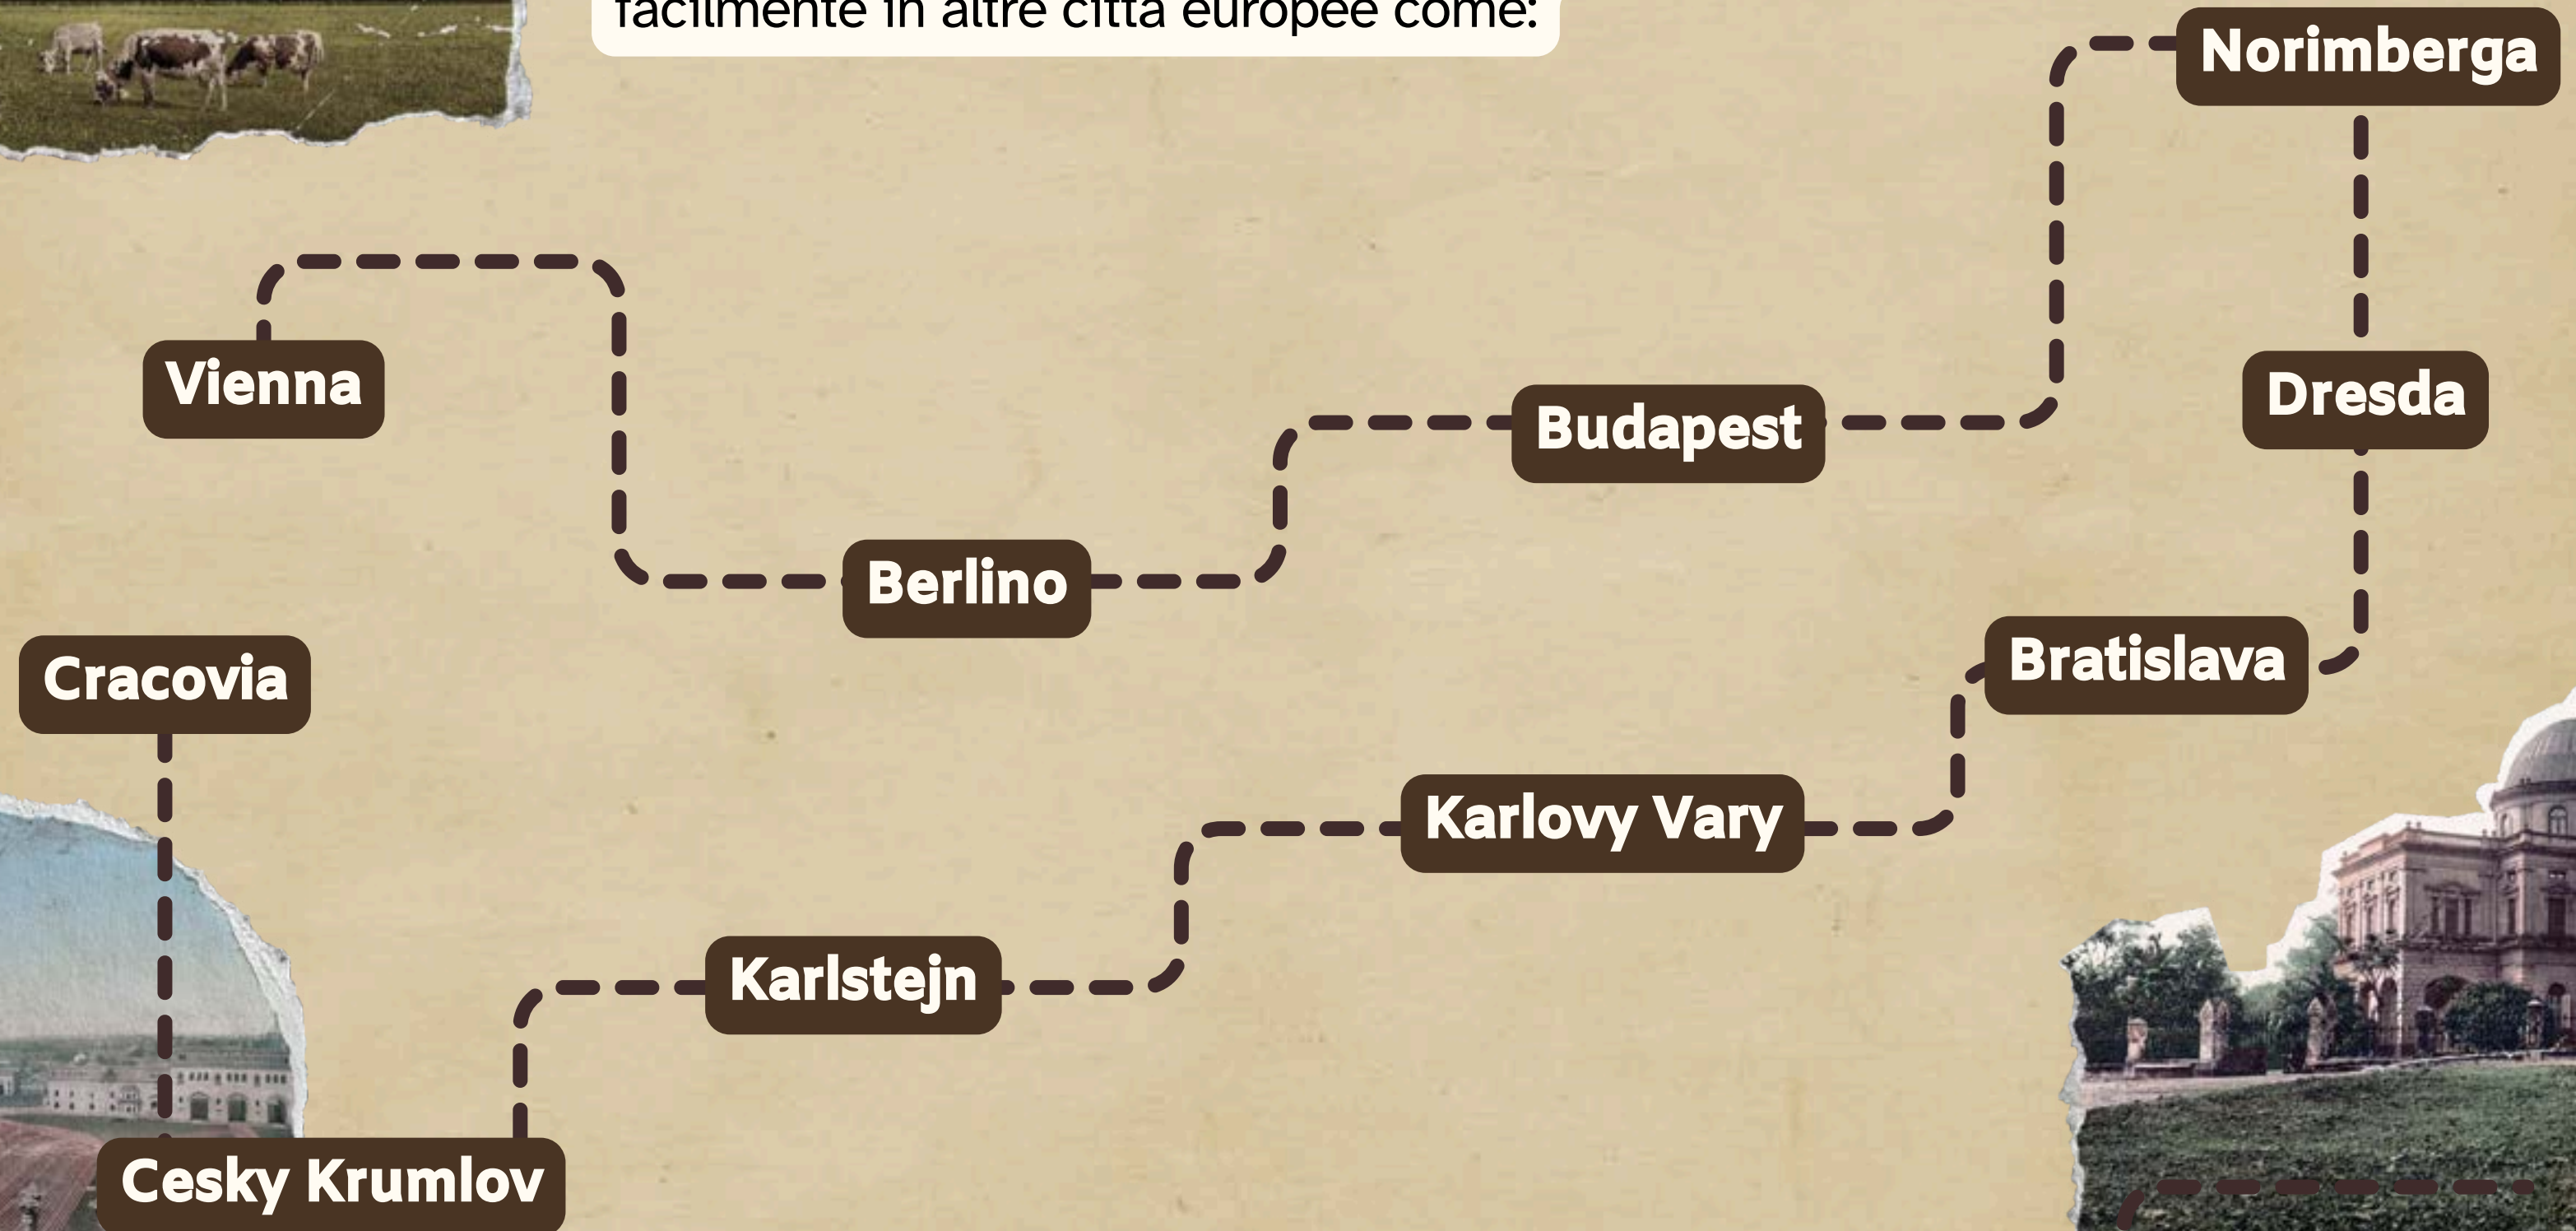 facilmente in altre città europee come:
Norimberga
Vienna
Dresda
Budapest
Berlino
Cracovia
Bratislava
Karlovy Vary
Karlstejn
Cesky Krumlov